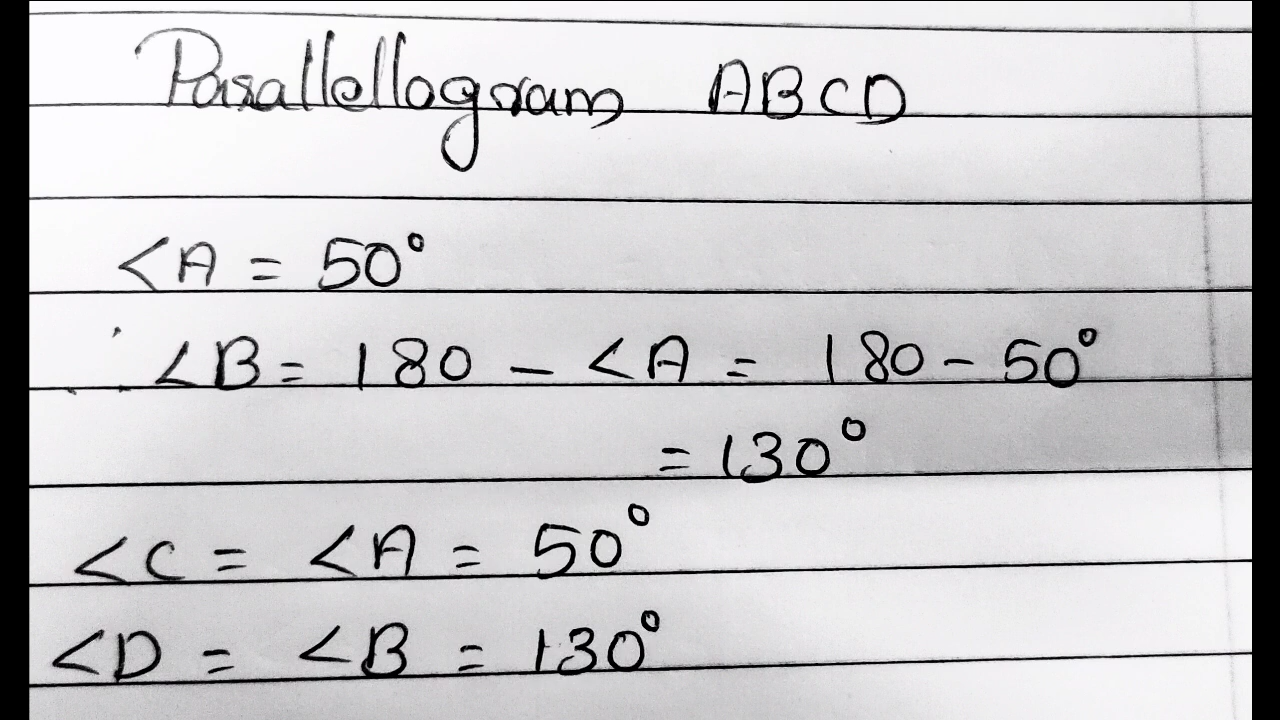 Parallellogram ABCD
<A = 50°
∠B = 180 - <A = 180 - 50°
= 130°
<C = <A = 50°
<D = <B = 130°